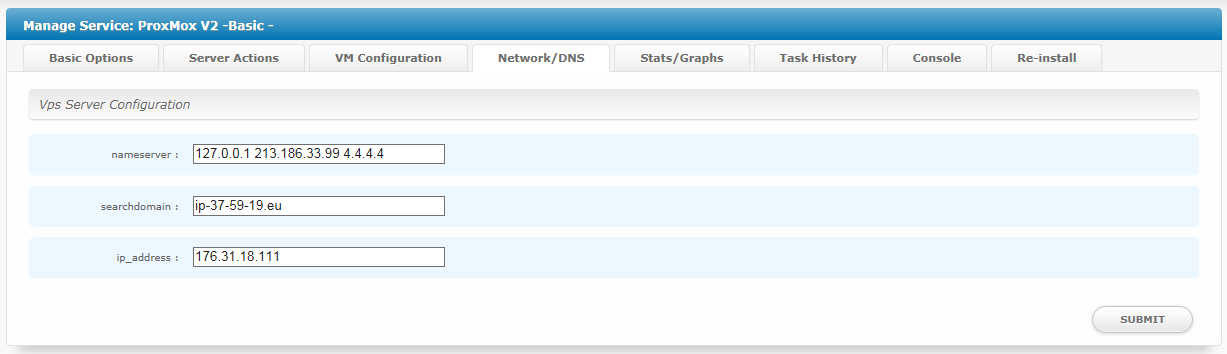 Manage Service: ProxMox V2 -Basic -
Basic Options Server Actions VM Configuration Network/DNS Stats/Graphs Task History Console Re-install
Vps Server Configuration
nameserver : 127.0.0.1 213.186.33.99 4.4.4.4
searchdomain : ip-37-59-19.eu
ip_address : 176.31.18.111
SUBMIT